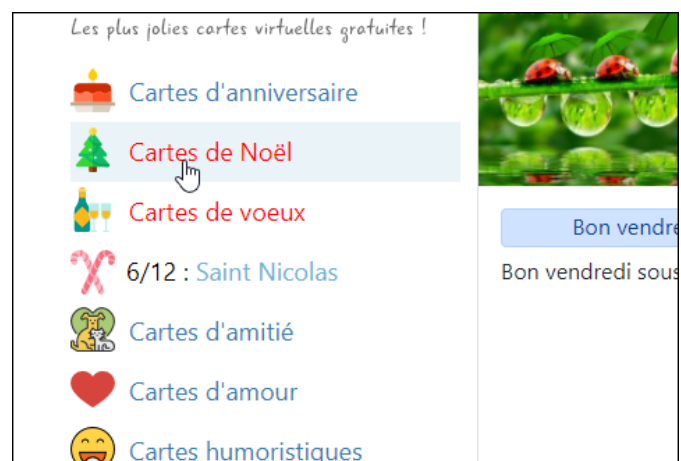 Les plus jolies cartes virtuelles gratuites !
Cartes d'anniversaire
Cartes de Noël
Cartes de voeux
6/12 : Saint Nicolas
Cartes d'amitié
Cartes d'amour
Cartes humoristiques
Bon vendre
Bon vendredi sous